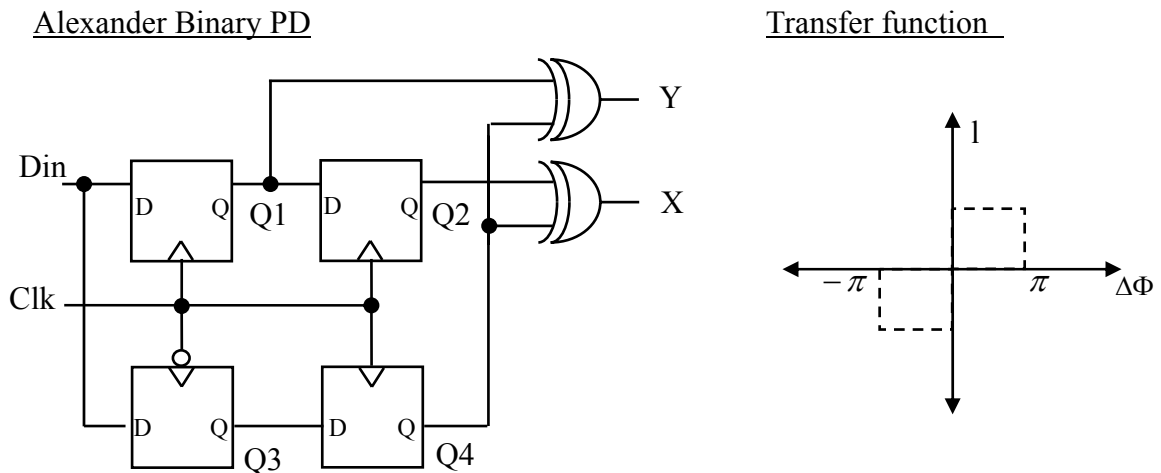 Alexander Binary PD
Transfer function
Y
l
Din
D
Q
Q1
D
Q
Q2
X
Clk
−π
π
ΔΦ
D
Q
Q3
D
Q
Q4